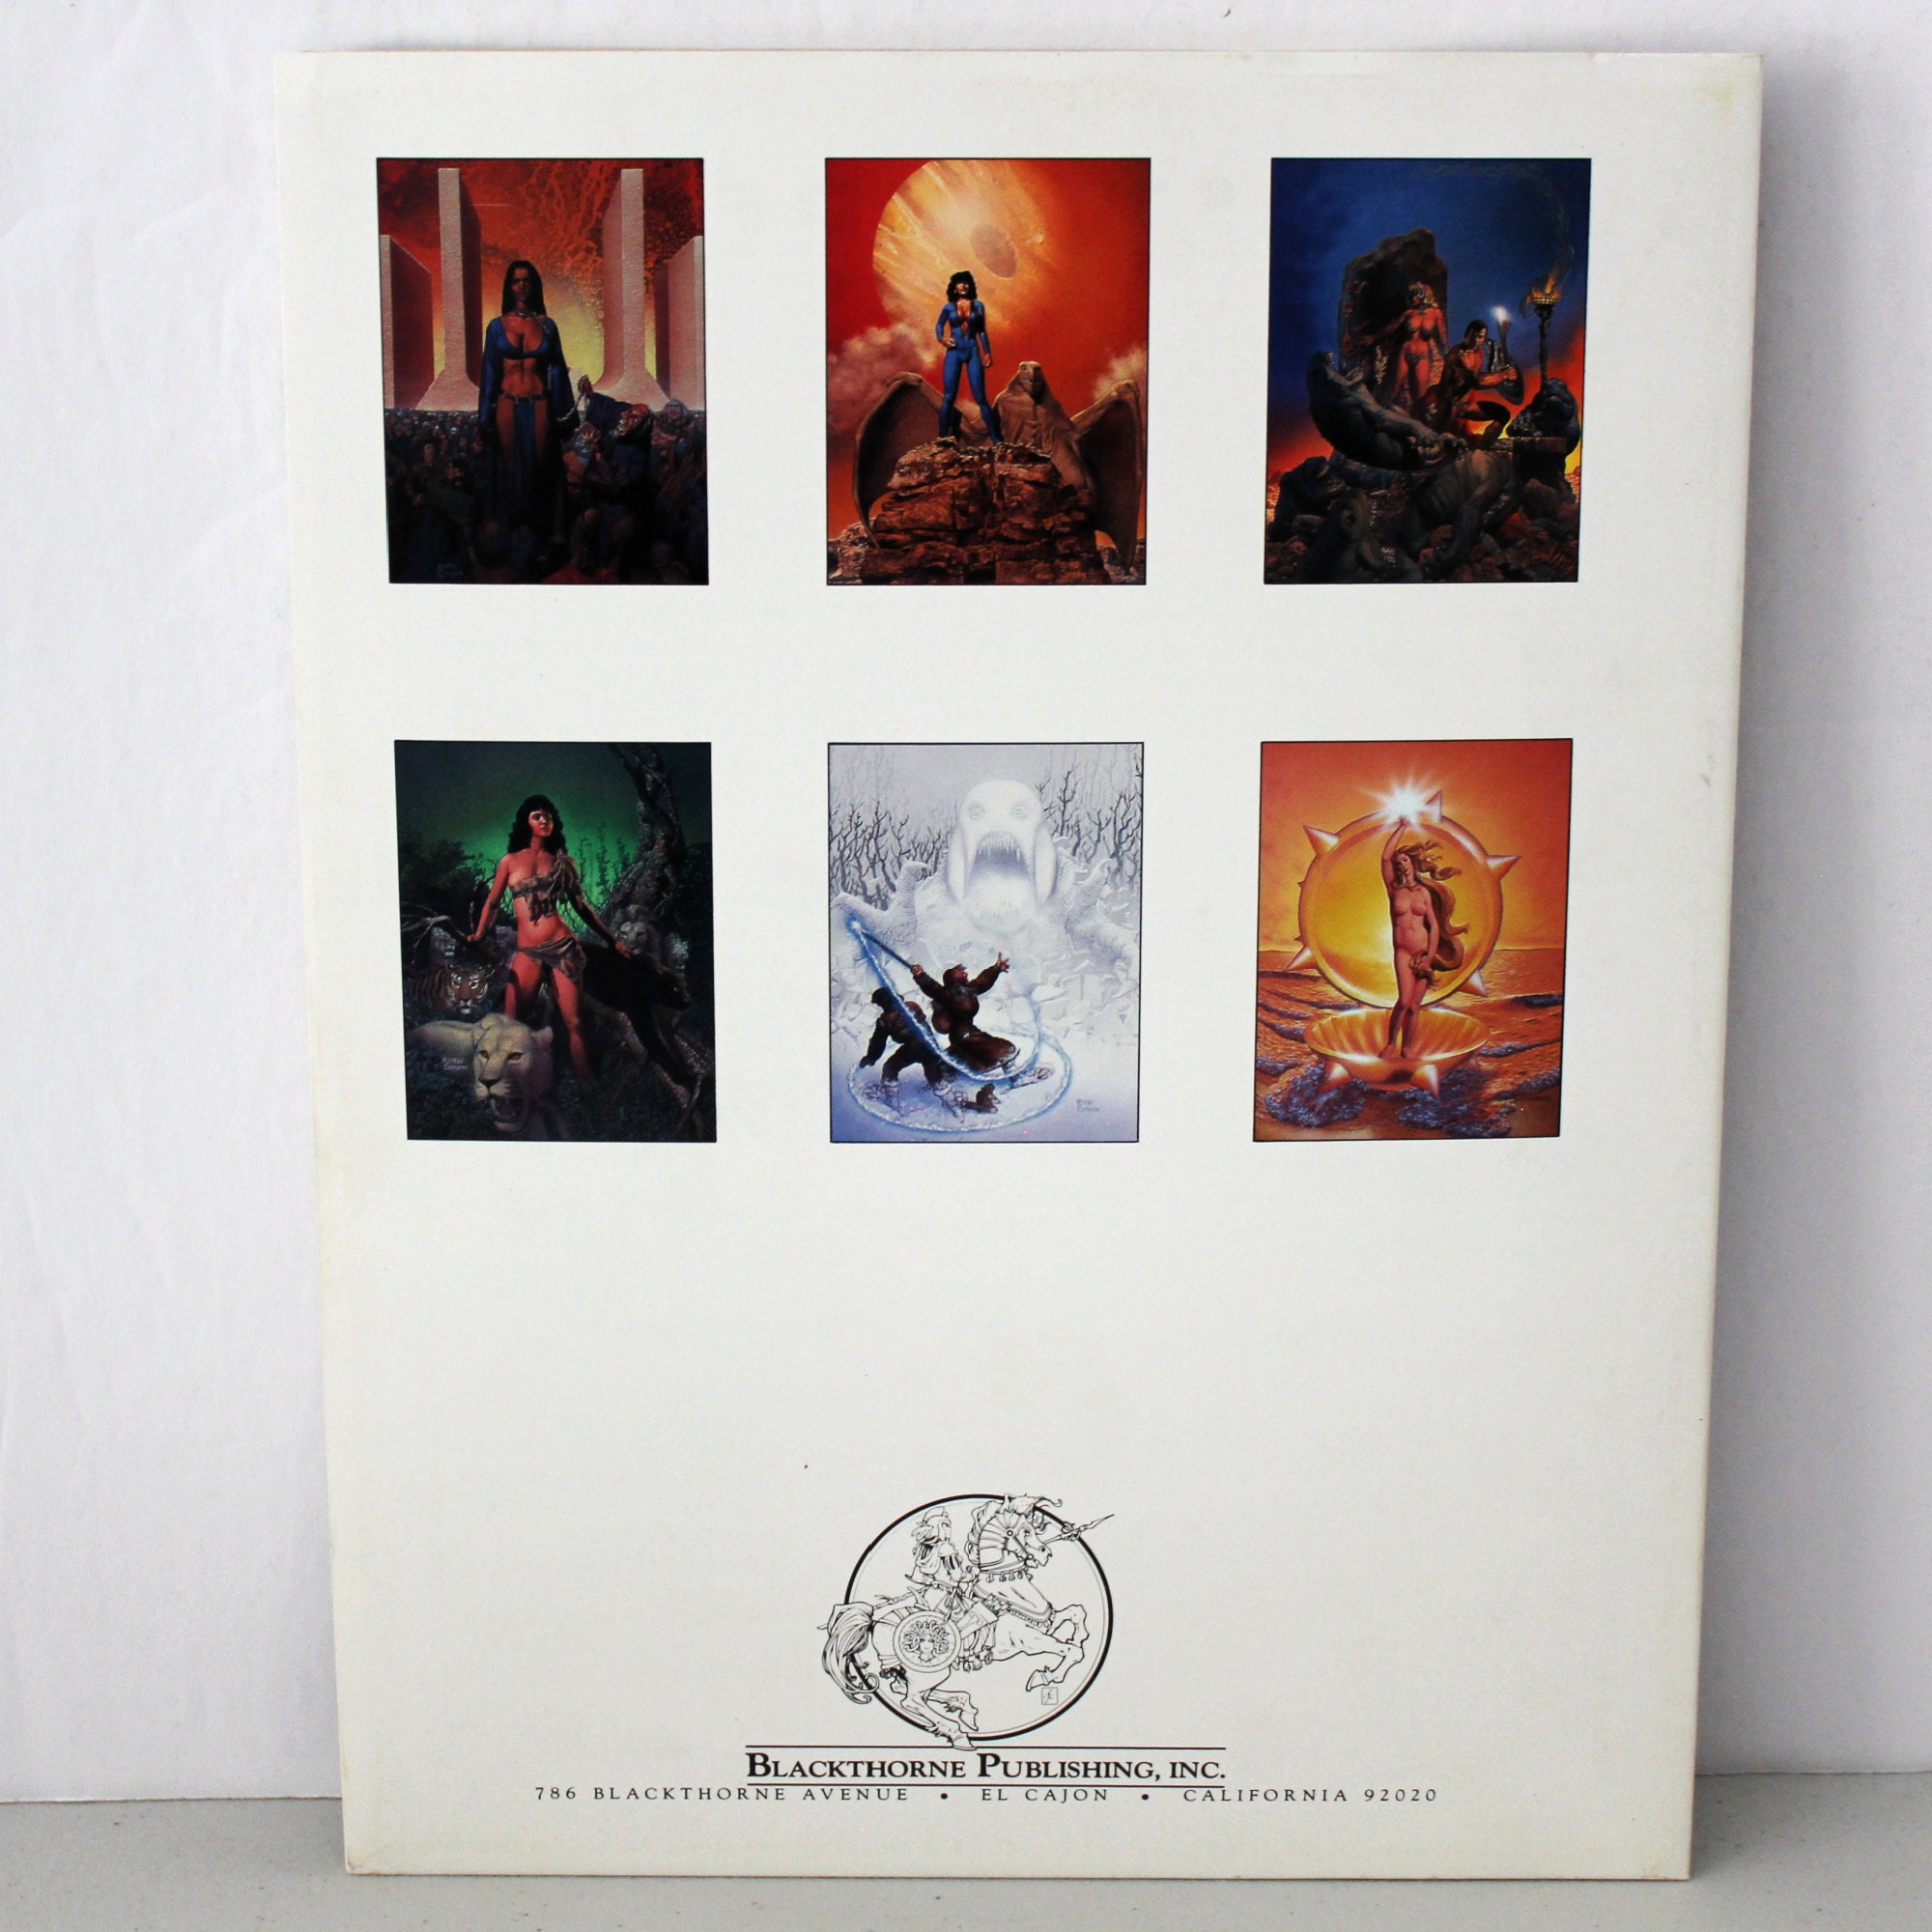 BLACKTHORNE PUBLISHING, INC.
786 BLACKTHORNE AVENUE • EL CAJON • CALIFORNIA 92020